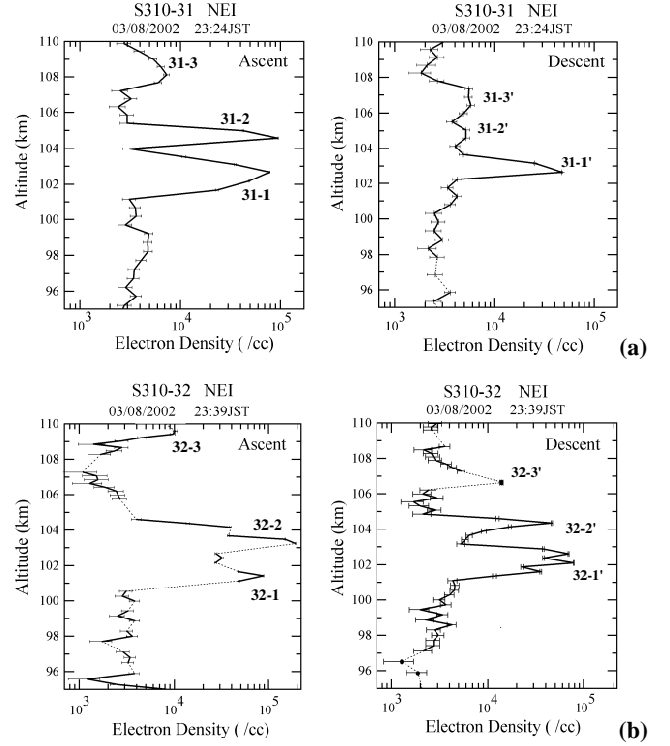 S310-31 NEI
03/08/2002 23:24JST
110
108
106
104
102
100
98
96
Altitude (km)
Ascent
31-3
31-2
31-1
10^3
10^4
10^5
Electron Density ( /cc)
S310-31 NEI
03/08/2002 23:24JST
110
108
106
104
102
100
98
96
Altitude (km)
Descent
31-3'
31-2'
31-1'
10^3
10^4
10^5
Electron Density ( /cc)
(a)
S310-32 NEI
03/08/2002 23:39JST
110
108
106
104
102
100
98
96
Altitude (km)
Ascent
32-3
32-2
32-1
10^3
10^4
10^5
Electron Density ( /cc)
S310-32 NEI
03/08/2002 23:39JST
110
108
106
104
102
100
98
96
Altitude (km)
Descent
32-3'
32-2'
32-1'
10^3
10^4
10^5
Electron Density ( /cc)
(b)